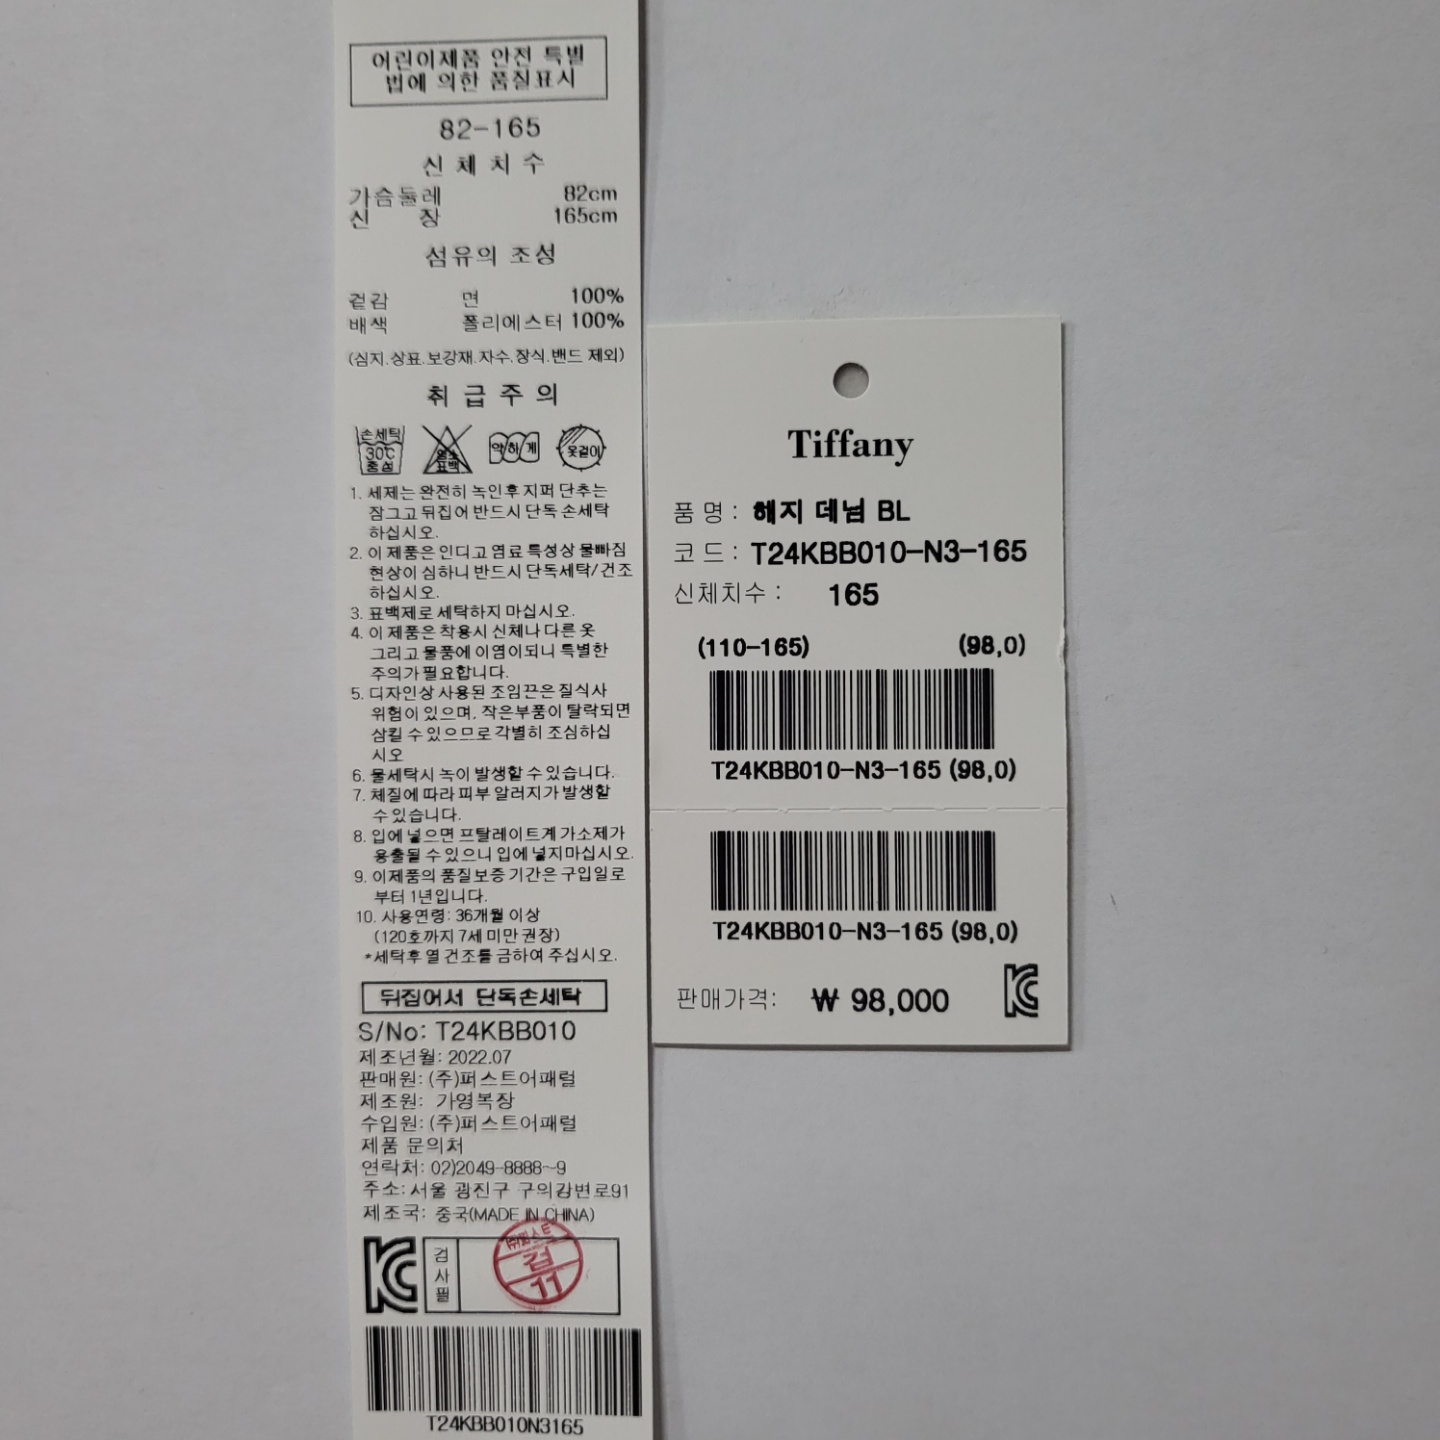 어린이제품 안전 특별
법에 의한 품질표시
82-165
신체치수
가슴둘레 82cm
신 장 165cm
섬유의 조성
겉감 면 100%
배색 폴리에스터 100%
(심지.상표.보강재.자수.장식.밴드 제외)
취급주의
손세탁
30℃
중성
염소
표백
약하게
옷걸이
1. 세제는 완전히 녹인후 지퍼 단추는
잠그고 뒤집어 반드시 단독 손세탁
하십시오.
2. 이 제품은 인디고 염료 특성상 물빠짐
현상이 심하니 반드시 단독세탁/건조
하십시오.
3. 표백제로 세탁하지 마십시오.
4. 이 제품은 착용시 신체나 다른 옷
그리고 물품에 이염이되니 특별한
주의가 필요합니다.
5. 디자인상 사용된 조임끈은 질식사
위험이 있으며, 작은부품이 탈락되면
삼킬 수 있으므로 각별히 조심하십
시오
6. 물세탁시 녹이 발생할 수 있습니다.
7. 체질에 따라 피부 알러지가 발생할
수 있습니다.
8. 입에 넣으면 프탈레이트계 가소제가
용출될 수 있으니 입에 넣지마십시오.
9. 이제품의 품질보증 기간은 구입일로
부터 1년입니다.
10. 사용연령: 36개월 이상
(120호까지 7세 미만 권장)
*세탁후 열 건조를 금하여 주십시오.
뒤집어서 단독손세탁
S/No: T24KBB010
제조년월: 2022.07
판매원: (주)퍼스트어패럴
제조원: 가영복장
수입원: (주)퍼스트어패럴
제품 문의처
연락처: 02)2049-8888~9
주소: 서울 광진구 구의강변로91
제조국: 중국(MADE IN CHINA)
KC
검사필
(주)퍼스트
검
11
T24KBB010N3165
Tiffany
품 명 : 해지 데님 BL
코 드 : T24KBB010-N3-165
신체치수 : 165
(110-165) (98,0)
T24KBB010-N3-165 (98,0)
T24KBB010-N3-165 (98,0)
판매가격: ₩ 98,000
KC